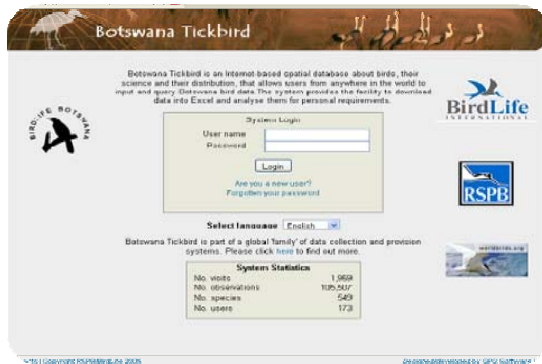 Botswana Tickbird
Botswana Tickbird is an Internet-based spatial database about birds, their
science and their distribution, that allows users from anywhere in the world to
input and query Botswana bird data. The system provides the facility to download
data into Excel and analyse them for personal requirements.
BIRDLIFE BOTSWANA
BirdLife
INTERNATIONAL
System Login
User name
Password
Login
Are you a new user?
Forgotten your password
RSPB
Select language English
Botswana Tickbird is part of a global 'family' of data collection and provision
systems. Please click here to find out more.
worldbirds.org
System Statistics
No. visits 1,969
No. observations 105,507
No. species 549
No. users 173